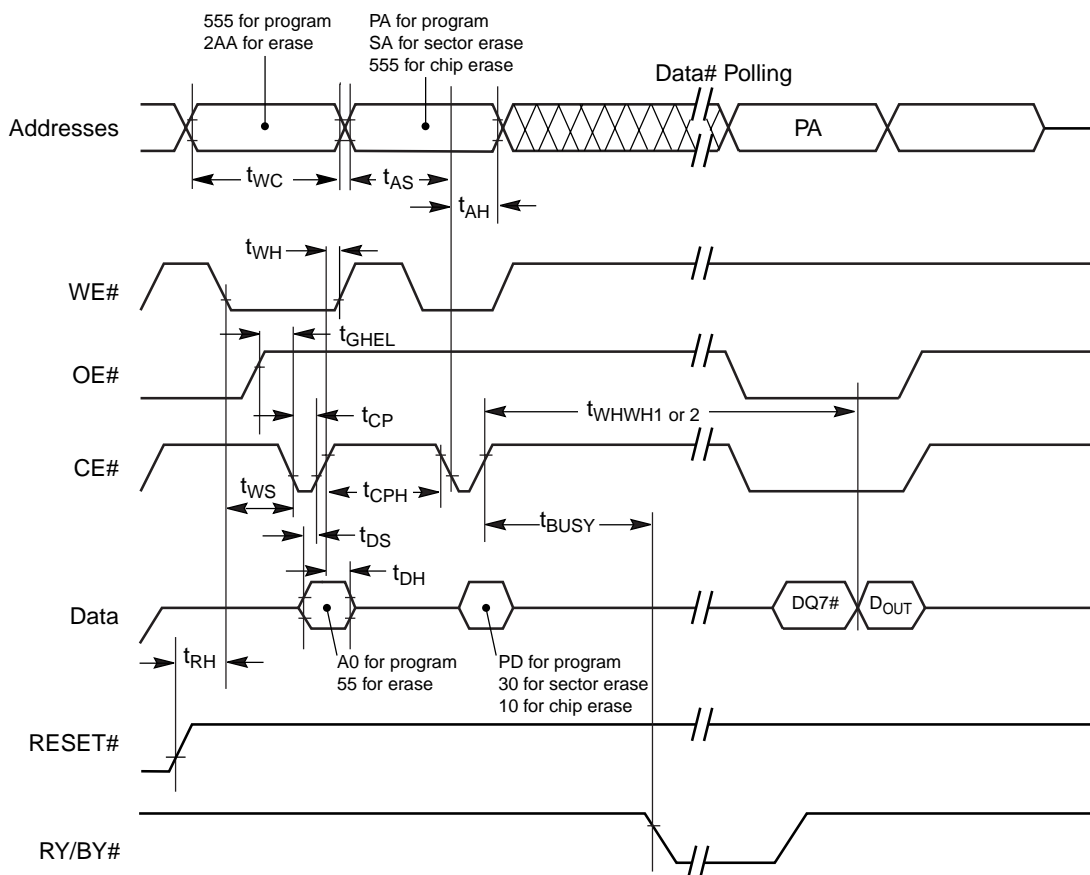 555 for program
2AA for erase
PA for program
SA for sector erase
555 for chip erase
Data# Polling
Addresses
PA
tWC
tAS
tAH
tWH
WE#
tGHEL
OE#
tWHWH1 or 2
tCP
CE#
tWS
tCPH
tBUSY
tDS
tDH
Data
DQ7#
DOUT
tRH
A0 for program
55 for erase
PD for program
30 for sector erase
10 for chip erase
RESET#
RY/BY#